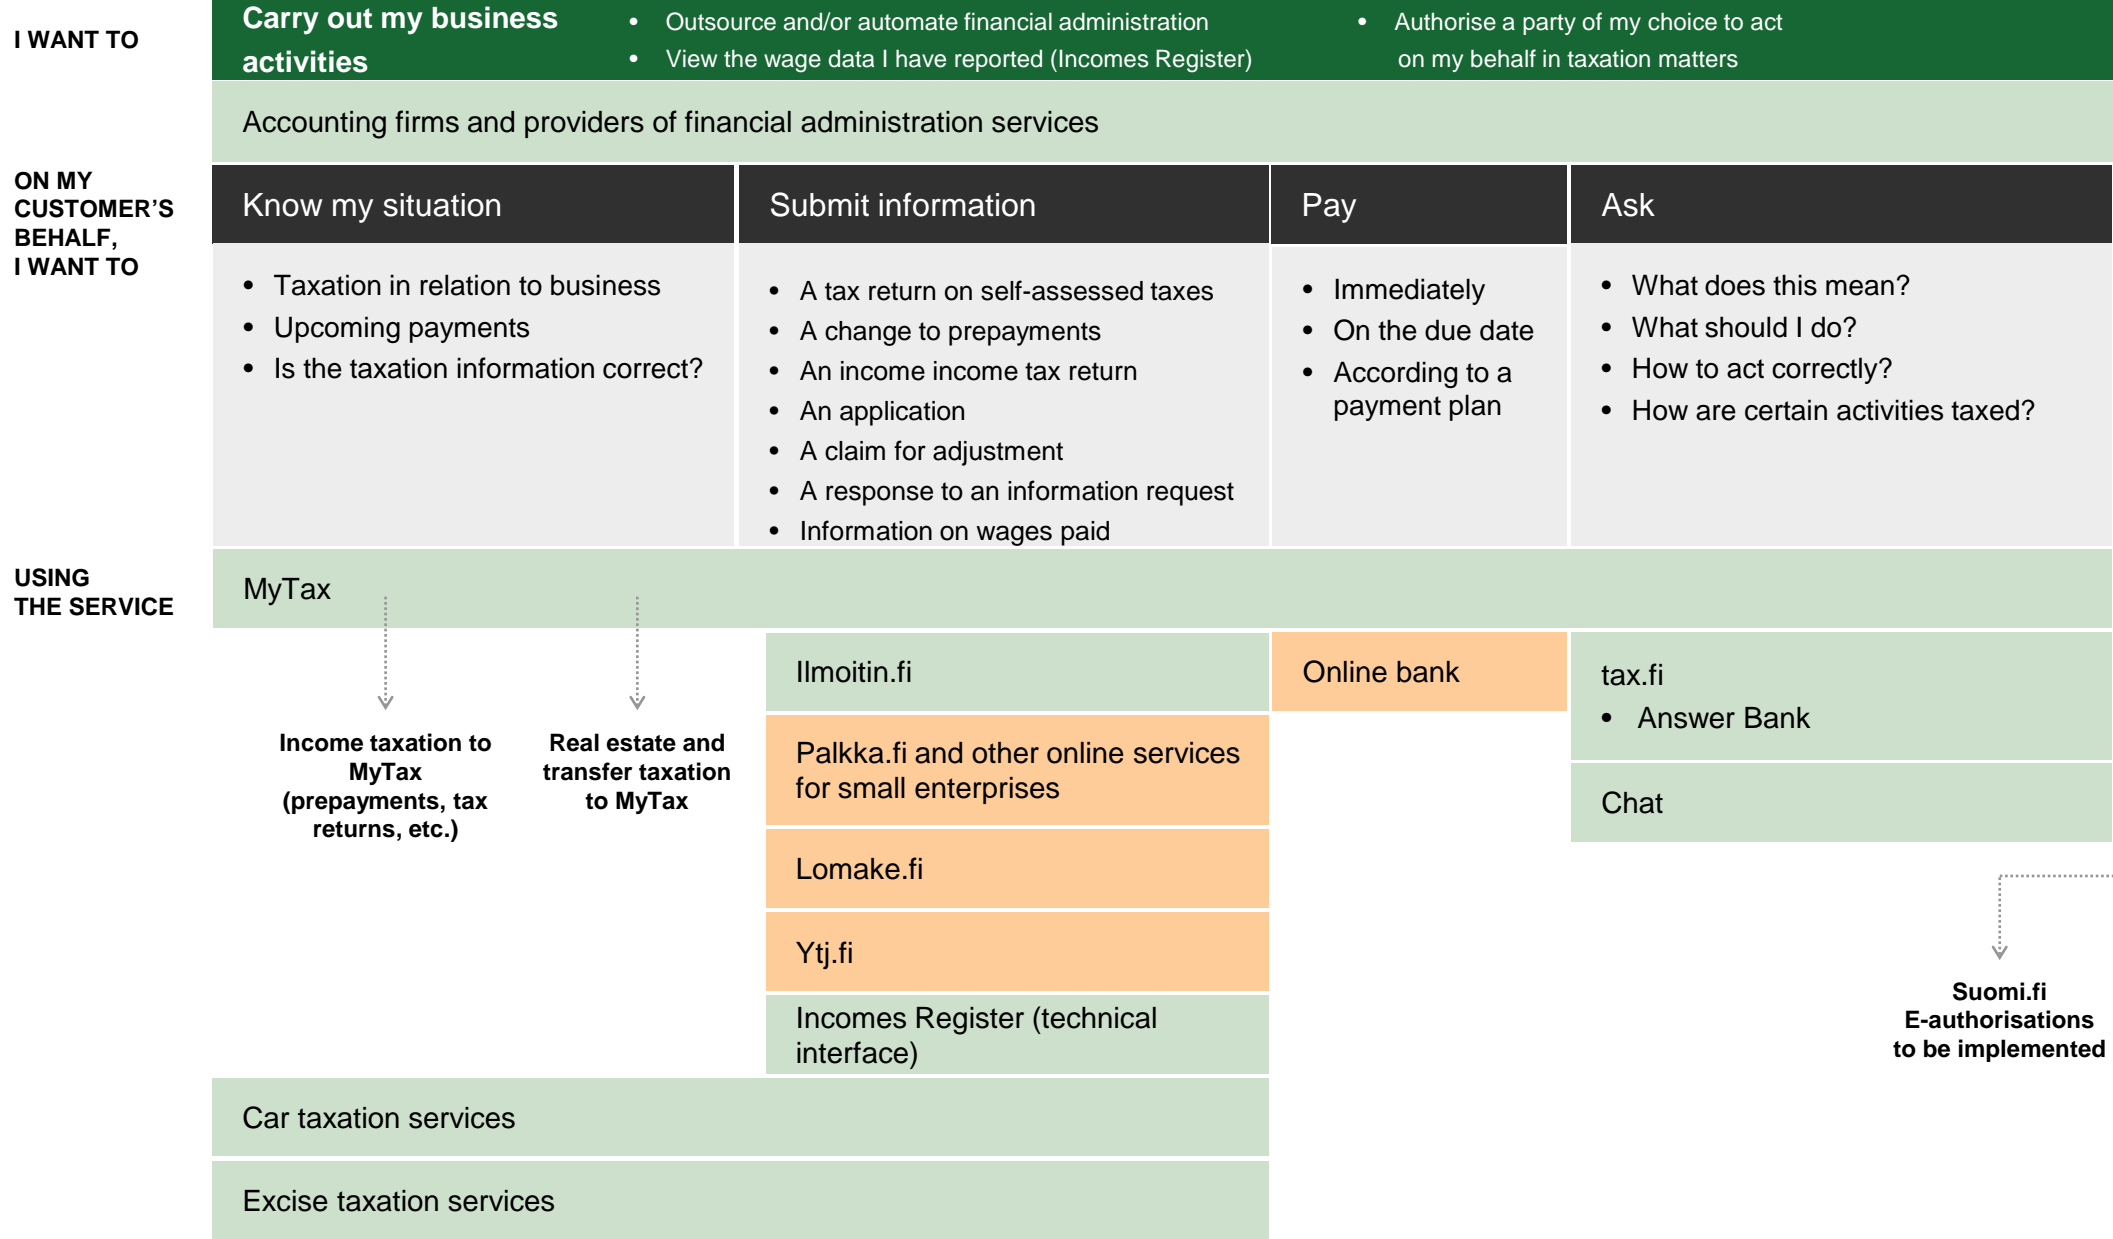 I WANT TO
Carry out my business
activities
• Outsource and/or automate financial administration
• View the wage data I have reported (Incomes Register)
• Authorise a party of my choice to act
on my behalf in taxation matters
Accounting firms and providers of financial administration services
ON MY
CUSTOMER'S
BEHALF,
I WANT TO
Know my situation
• Taxation in relation to business
• Upcoming payments
• Is the taxation information correct?
Submit information
• A tax return on self-assessed taxes
• A change to prepayments
• An income income tax return
• An application
• A claim for adjustment
• A response to an information request
• Information on wages paid
Pay
• Immediately
• On the due date
• According to a
payment plan
Ask
• What does this mean?
• What should I do?
• How to act correctly?
• How are certain activities taxed?
USING
THE SERVICE
MyTax
Income taxation to
MyTax
(prepayments, tax
returns, etc.)
Real estate and
transfer taxation
to MyTax
Ilmoitin.fi
Palkka.fi and other online services
for small enterprises
Lomake.fi
Ytj.fi
Incomes Register (technical
interface)
Online bank
tax.fi
• Answer Bank
Chat
Suomi.fi
E-authorisations
to be implemented
Car taxation services
Excise taxation services